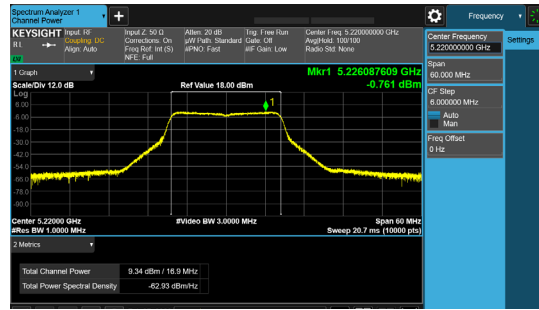 Spectrum Analyzer 1
Channel Power
Frequency
KEYSIGHT
Input: RF
Coupling: DC
Align: Auto
Input Z: 50 Ω
Corrections: On
Freq Ref: Int (S)
NFE: Full
Atten: 20 dB
µW Path: Standard
#PNO: Fast
Trig: Free Run
Gate: Off
#IF Gain: Low
Center Freq: 5.220000000 GHz
Avg|Hold: 100/100
Radio Std: None
Center Frequency
5.220000000 GHz
Settings
Span
60.000 MHz
CF Step
6.000000 MHz
Auto
Man
Freq Offset
0 Hz
1 Graph
Mkr1 5.226087609 GHz
Scale/Div 12.0 dB
Ref Value 18.00 dBm
-0.761 dBm
Log
6.00
-6.00
-18.0
-30.0
-42.0
-54.0
-66.0
-78.0
-90.0
1
Center 5.22000 GHz
#Video BW 3.0000 MHz
Span 60 MHz
#Res BW 1.0000 MHz
Sweep 20.7 ms (10000 pts)
2 Metrics
Total Channel Power 9.34 dBm / 16.9 MHz
Total Power Spectral Density -62.93 dBm/Hz